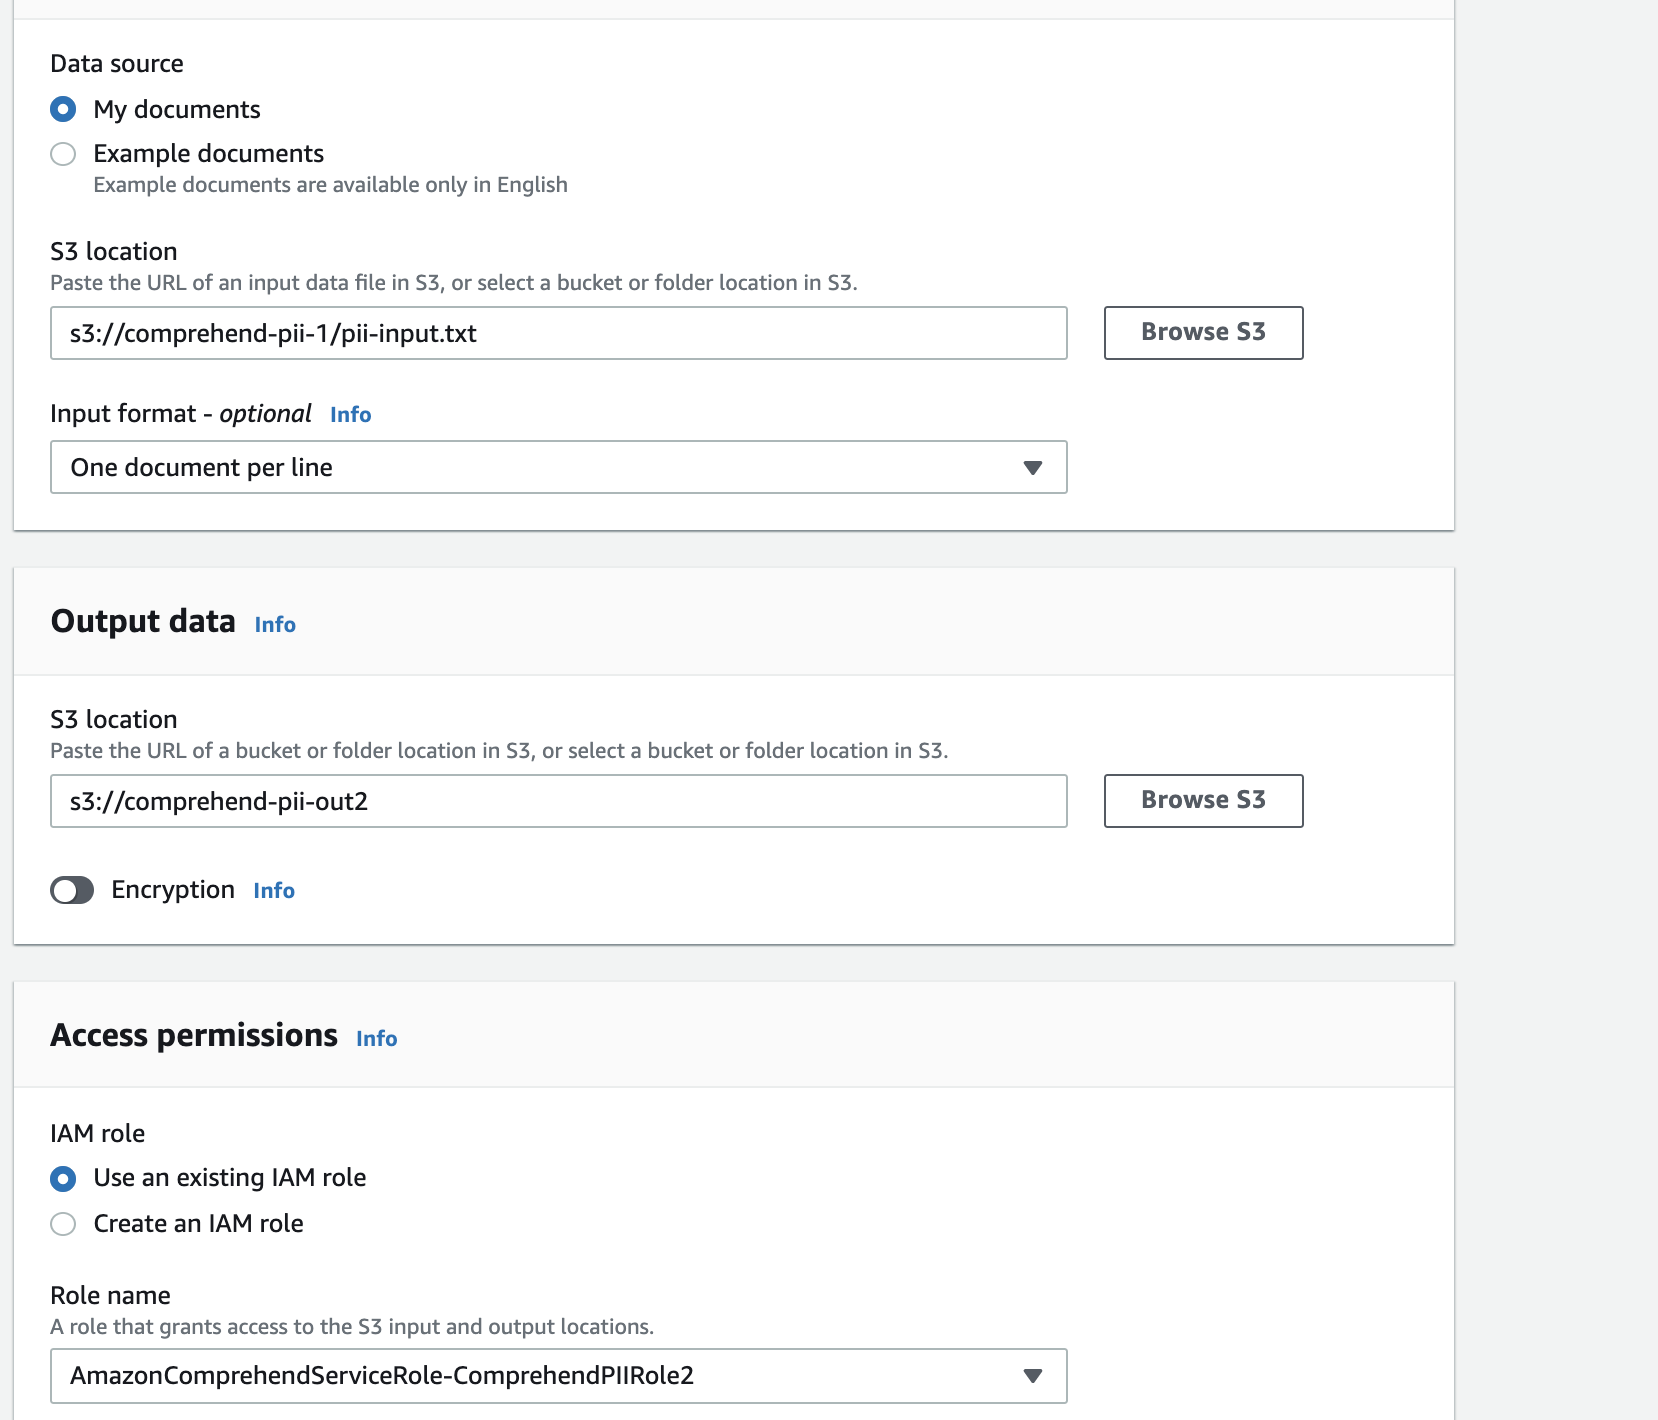 Data source
My documents
Example documents
Example documents are available only in English
S3 location
Paste the URL of an input data file in S3, or select a bucket or folder location in S3.
s3://comprehend-pii-1/pii-input.txt
Browse S3
Input format - optional Info
One document per line
Output data Info
S3 location
Paste the URL of a bucket or folder location in S3, or select a bucket or folder location in S3.
s3://comprehend-pii-out2
Browse S3
Encryption Info
Access permissions Info
IAM role
Use an existing IAM role
Create an IAM role
Role name
A role that grants access to the S3 input and output locations.
AmazonComprehendServiceRole-ComprehendPIIRole2